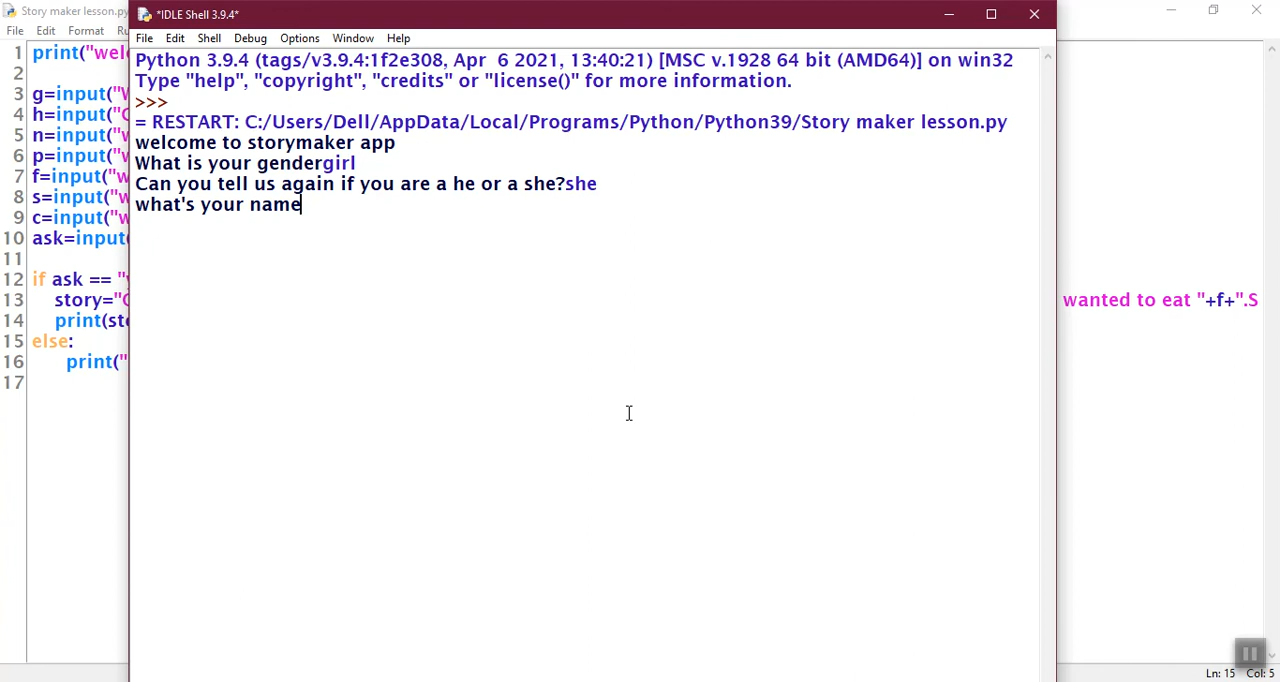 Story maker lesson.py
*IDLE Shell 3.9.4*
File Edit Format Ru
File Edit Shell Debug Options Window Help
Python 3.9.4 (tags/v3.9.4:1f2e308, Apr  6 2021, 13:40:21) [MSC v.1928 64 bit (AMD64)] on win32
Type "help", "copyright", "credits" or "license()" for more information.
>>>
= RESTART: C:/Users/Dell/AppData/Local/Programs/Python/Python39/Story maker lesson.py
welcome to storymaker app
What is your gendergirl
Can you tell us again if you are a he or a she?she
what's your name
1 print("wel
2
3 g=input("W
4 h=input("C
5 n=input("w
6 p=input("w
7 f=input("w
8 s=input("w
9 c=input("w
10 ask=input(
11
12 if ask == "y
13 story="O wanted to eat "+f+".S
14 print(sto
15 else:
16 print("
17
Ln: 15 Col: 5